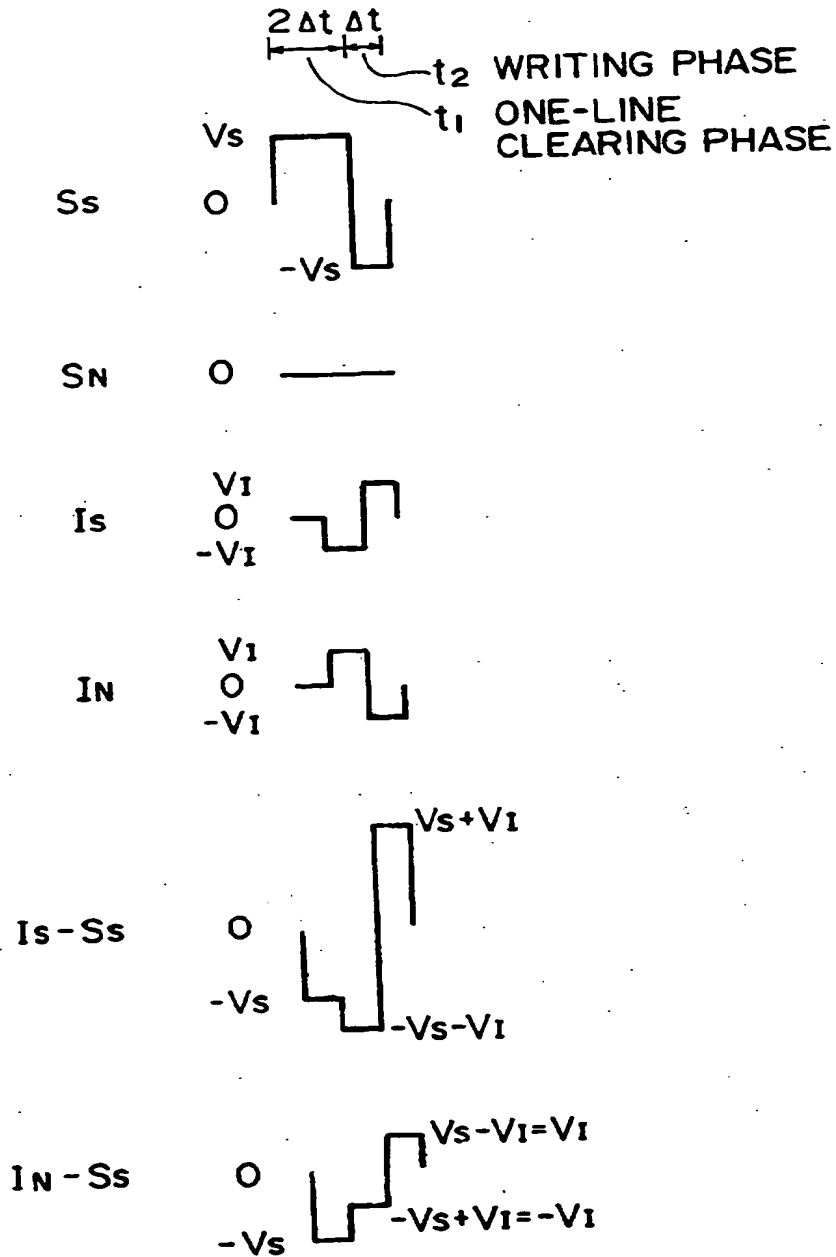 2Δt Δt
t2 WRITING PHASE
t1 ONE-LINE
CLEARING PHASE
Vs
Ss O
-Vs
SN O
VI
Is O
-VI
VI
IN O
-VI
Vs+VI
Is-Ss O
-Vs
-Vs-VI
Vs-VI=VI
IN-Ss O
-Vs+VI=-VI
-Vs